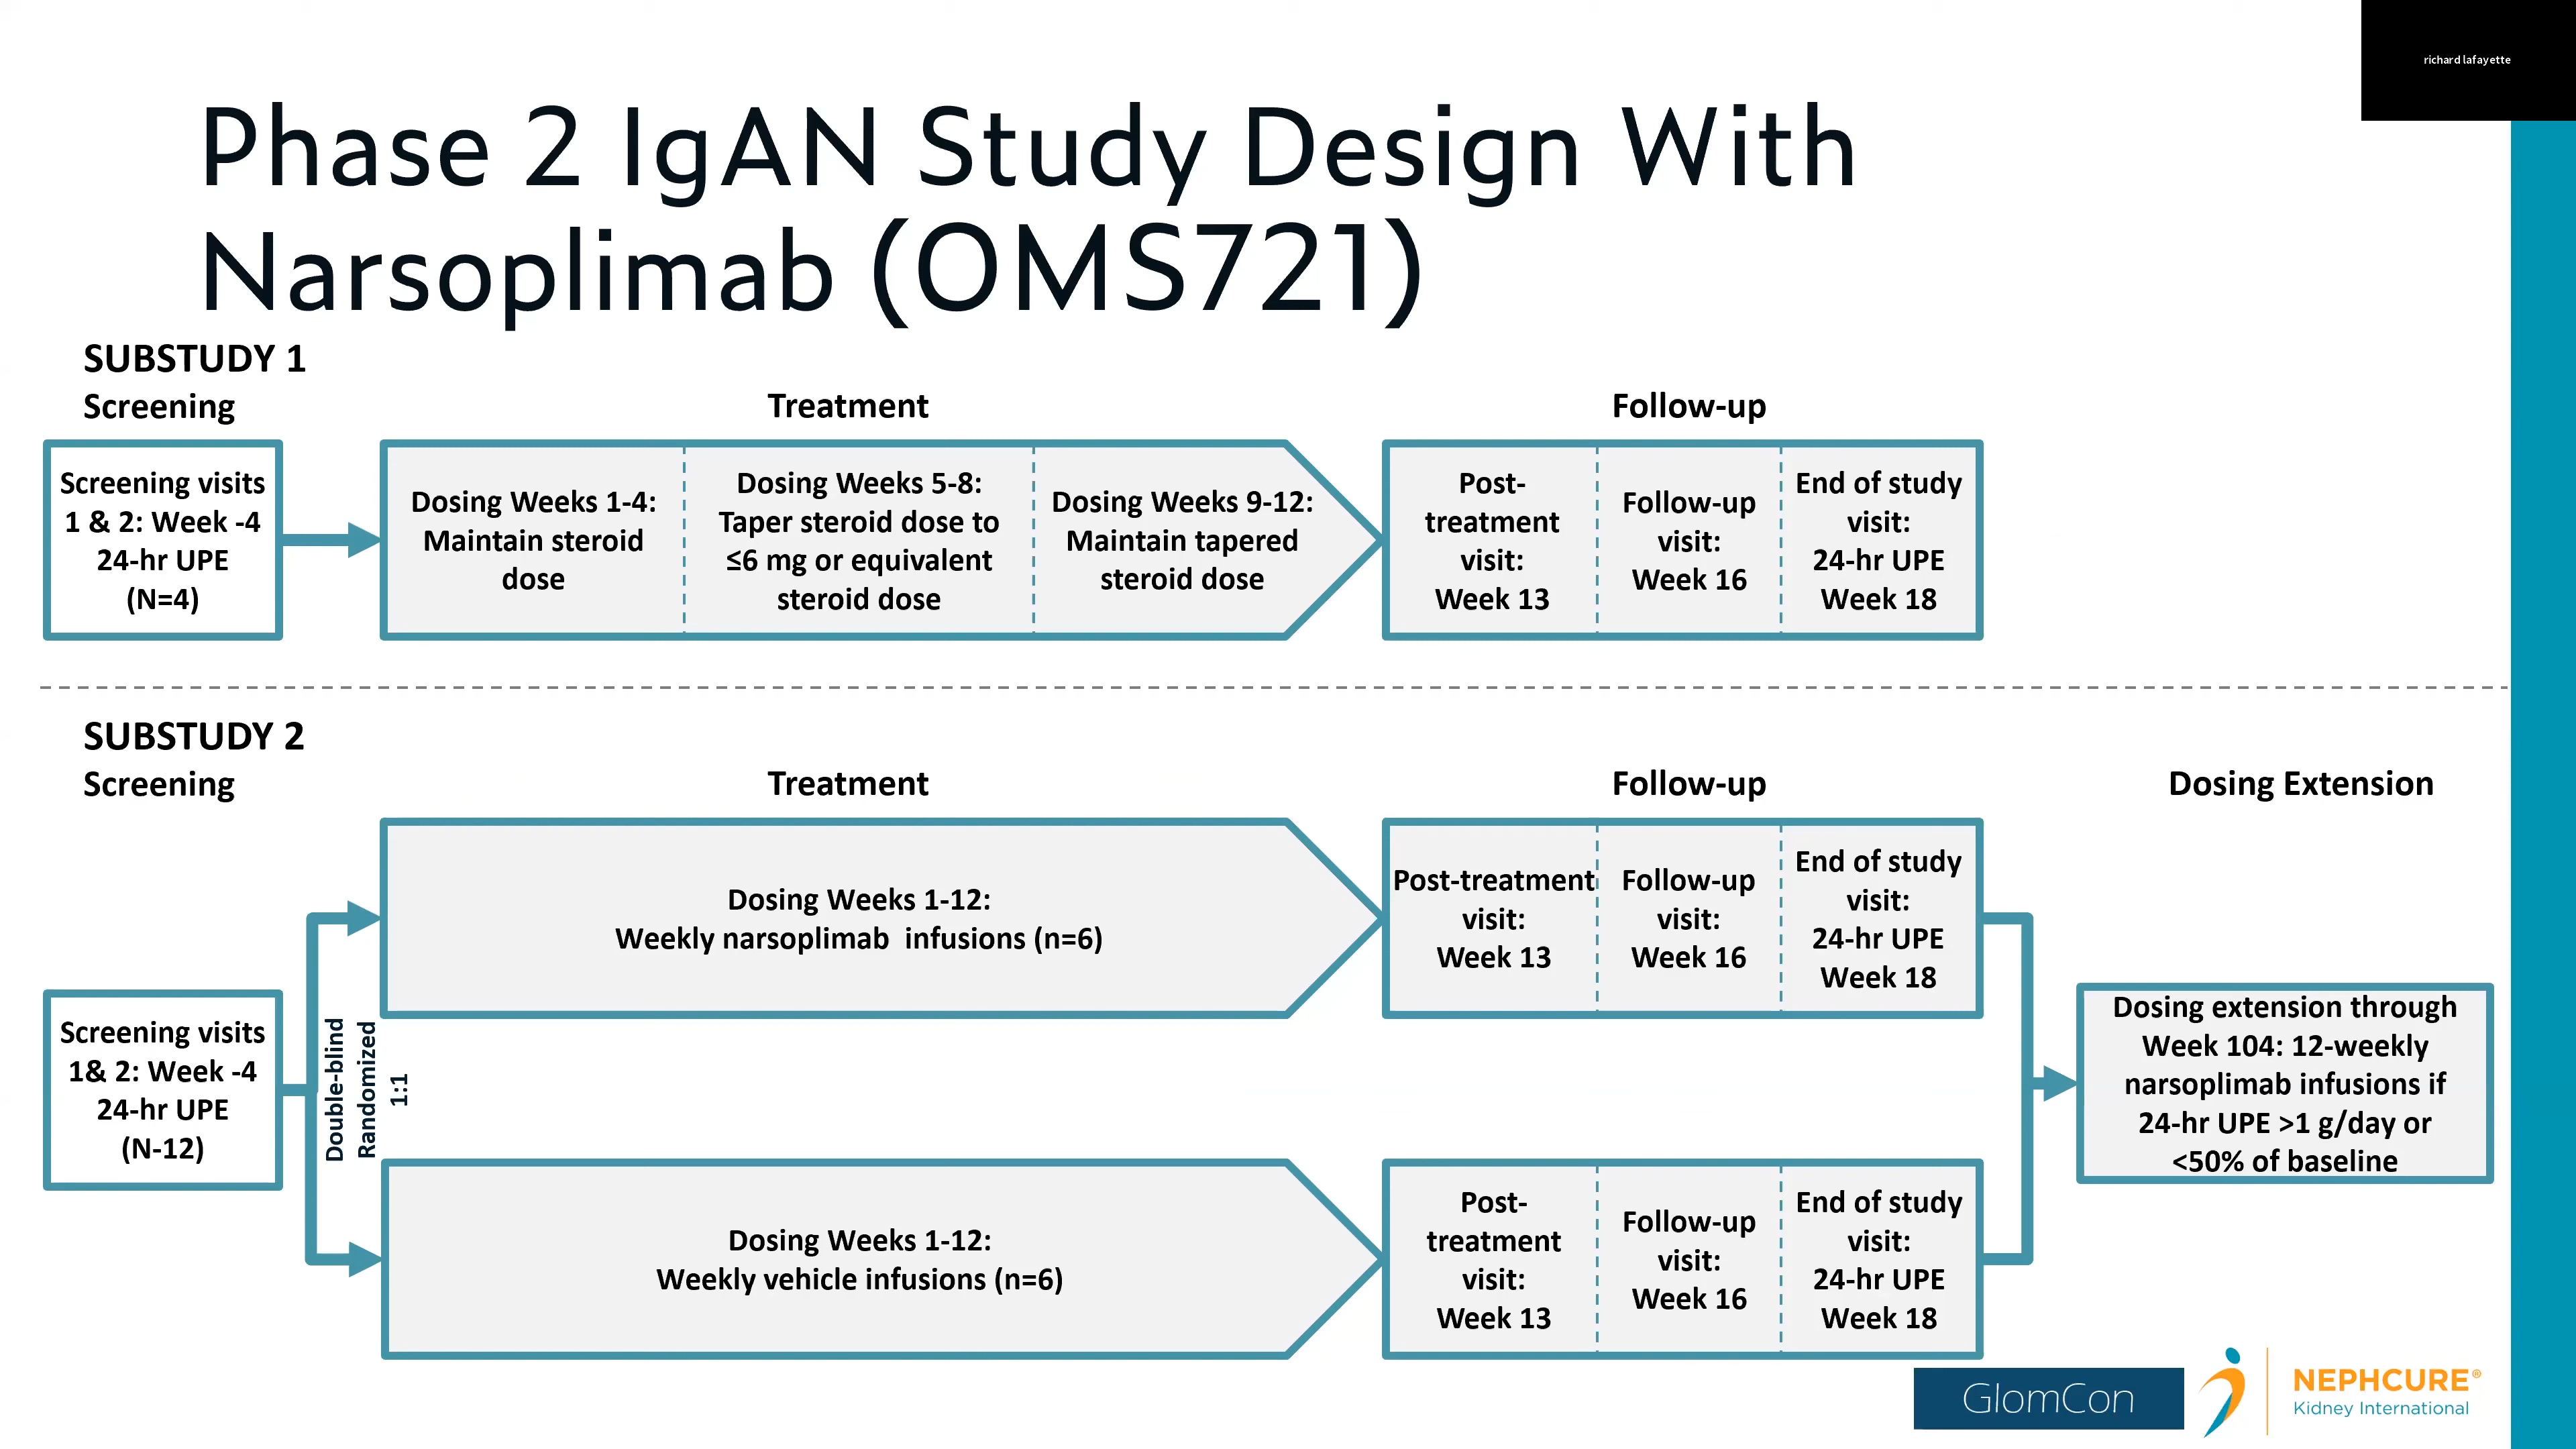 richard lafayette
Phase 2 IgAN Study Design With
Narsoplimab (OMS721)
SUBSTUDY 1
Screening
Treatment
Follow-up
Screening visits
1 & 2: Week -4
24-hr UPE
(N=4)
Dosing Weeks 1-4:
Maintain steroid
dose
Dosing Weeks 5-8:
Taper steroid dose to
≤6 mg or equivalent
steroid dose
Dosing Weeks 9-12:
Maintain tapered
steroid dose
Post-
treatment
visit:
Week 13
Follow-up
visit:
Week 16
End of study
visit:
24-hr UPE
Week 18
SUBSTUDY 2
Screening
Treatment
Follow-up
Dosing Extension
Screening visits
1& 2: Week -4
24-hr UPE
(N-12)
Double-blind
Randomized
1:1
Dosing Weeks 1-12:
Weekly narsoplimab infusions (n=6)
Post-treatment
visit:
Week 13
Follow-up
visit:
Week 16
End of study
visit:
24-hr UPE
Week 18
Dosing Weeks 1-12:
Weekly vehicle infusions (n=6)
Post-
treatment
visit:
Week 13
Follow-up
visit:
Week 16
End of study
visit:
24-hr UPE
Week 18
Dosing extension through
Week 104: 12-weekly
narsoplimab infusions if
24-hr UPE >1 g/day or
<50% of baseline
GlomCon
NEPHCURE®
Kidney International